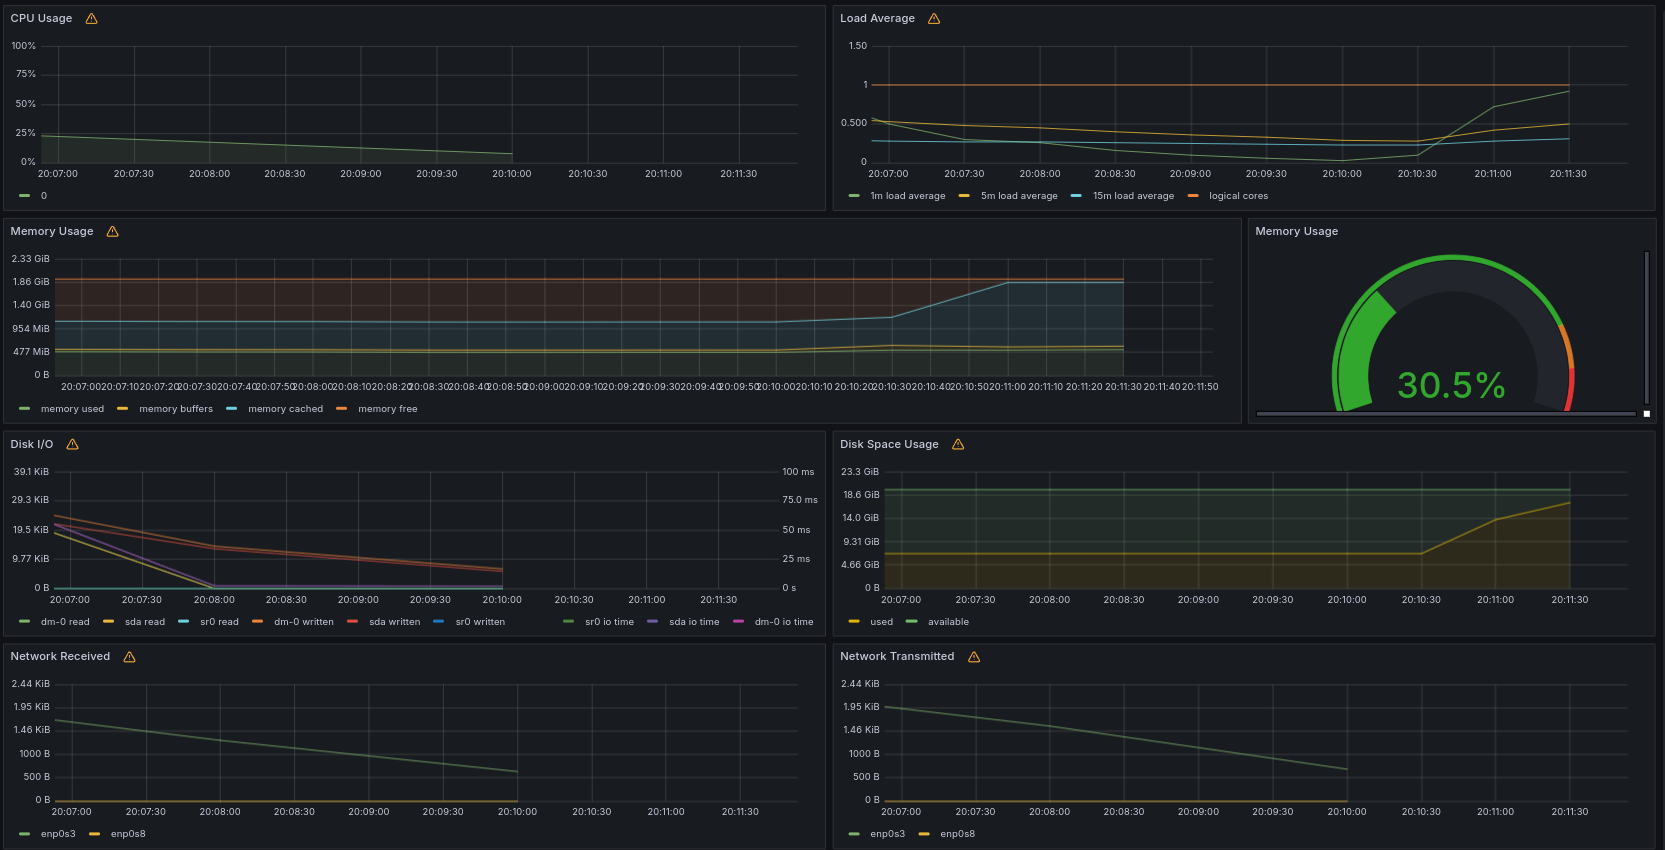 CPU Usage
100%
75%
50%
25%
0%
20:07:00 20:07:30 20:08:00 20:08:30 20:09:00 20:09:30 20:10:00 20:10:30 20:11:00 20:11:30
0
Load Average
1.50
1
0.500
0
20:07:00 20:07:30 20:08:00 20:08:30 20:09:00 20:09:30 20:10:00 20:10:30 20:11:00 20:11:30
1m load average 5m load average 15m load average logical cores
Memory Usage
2.33 GiB
1.86 GiB
1.40 GiB
954 MiB
477 MiB
0 B
20:07:00 20:07:10 20:07:20 20:07:30 20:07:40 20:07:50 20:08:00 20:08:10 20:08:20 20:08:30 20:08:40 20:08:50 20:09:00 20:09:10 20:09:20 20:09:30 20:09:40 20:09:50 20:10:00 20:10:10 20:10:20 20:10:30 20:10:40 20:10:50 20:11:00 20:11:10 20:11:20 20:11:30 20:11:40 20:11:50
memory used memory buffers memory cached memory free
Memory Usage
30.5%
Disk I/O
39.1 KiB
29.3 KiB
19.5 KiB
9.77 KiB
0 B
100 ms
75.0 ms
50 ms
25 ms
0 s
20:07:00 20:07:30 20:08:00 20:08:30 20:09:00 20:09:30 20:10:00 20:10:30 20:11:00 20:11:30
dm-0 read sda read sr0 read dm-0 written sda written sr0 written sr0 io time sda io time dm-0 io time
Disk Space Usage
23.3 GiB
18.6 GiB
14.0 GiB
9.31 GiB
4.66 GiB
0 B
20:07:00 20:07:30 20:08:00 20:08:30 20:09:00 20:09:30 20:10:00 20:10:30 20:11:00 20:11:30
used available
Network Received
2.44 KiB
1.95 KiB
1.46 KiB
1000 B
500 B
0 B
20:07:00 20:07:30 20:08:00 20:08:30 20:09:00 20:09:30 20:10:00 20:10:30 20:11:00 20:11:30
enp0s3 enp0s8
Network Transmitted
2.44 KiB
1.95 KiB
1.46 KiB
1000 B
500 B
0 B
20:07:00 20:07:30 20:08:00 20:08:30 20:09:00 20:09:30 20:10:00 20:10:30 20:11:00 20:11:30
enp0s3 enp0s8